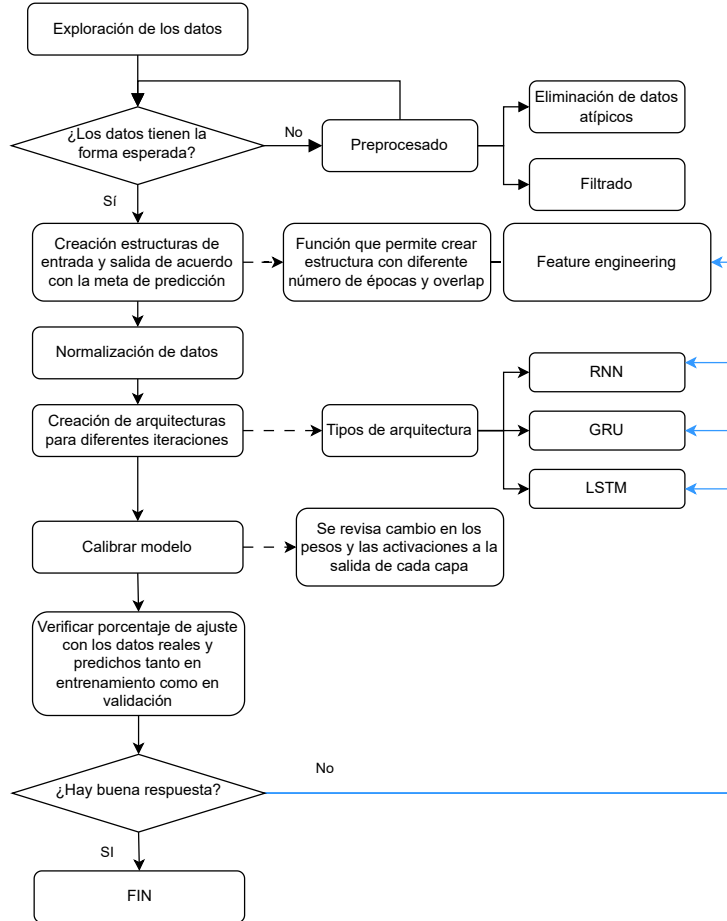 Exploración de los datos
¿Los datos tienen la
forma esperada?
No
Preprocesado
Eliminación de datos
atípicos
Filtrado
Sí
Creación estructuras de
entrada y salida de acuerdo
con la meta de predicción
Función que permite crear
estructura con diferente
número de épocas y overlap
Feature engineering
Normalización de datos
RNN
Creación de arquitecturas
para diferentes iteraciones
Tipos de arquitectura
GRU
LSTM
Calibrar modelo
Se revisa cambio en los
pesos y las activaciones a la
salida de cada capa
Verificar porcentaje de ajuste
con los datos reales y
predichos tanto en
entrenamiento como en
validación
¿Hay buena respuesta?
No
SI
FIN